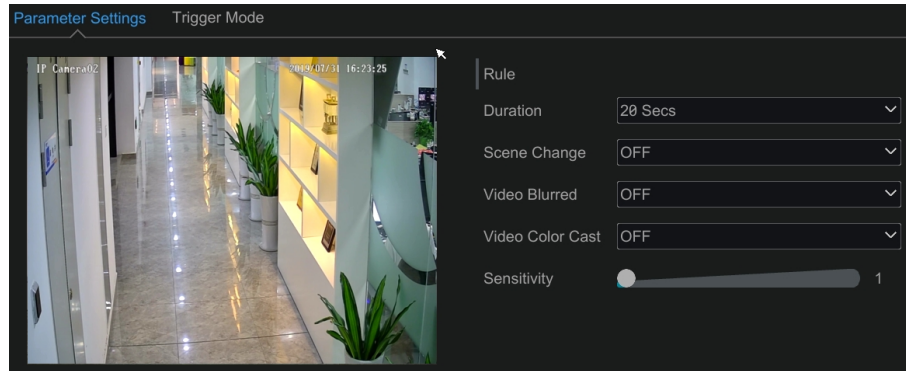 Parameter Settings Trigger Mode
IP Camera02 2019/07/31 16:23:25
Rule
Duration 20 Secs
Scene Change OFF
Video Blurred OFF
Video Color Cast OFF
Sensitivity 1